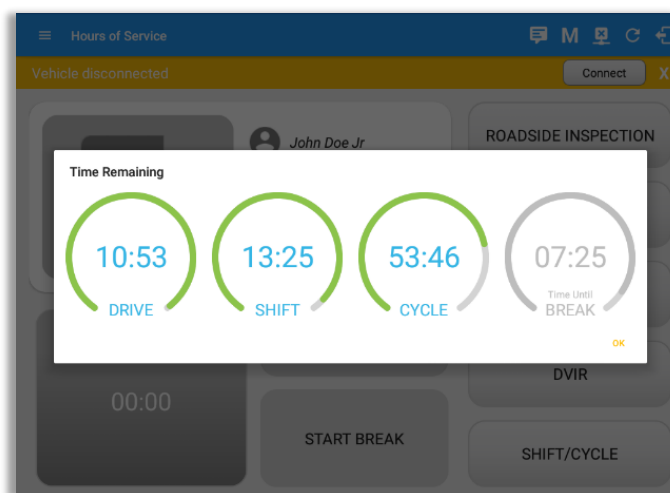 Hours of Service
M
Vehicle disconnected
Connect
X
John Doe Jr
ROADSIDE INSPECTION
Time Remaining
10:53
DRIVE
13:25
SHIFT
53:46
CYCLE
07:25
Time Until
BREAK
OK
00:00
START BREAK
DVIR
SHIFT/CYCLE